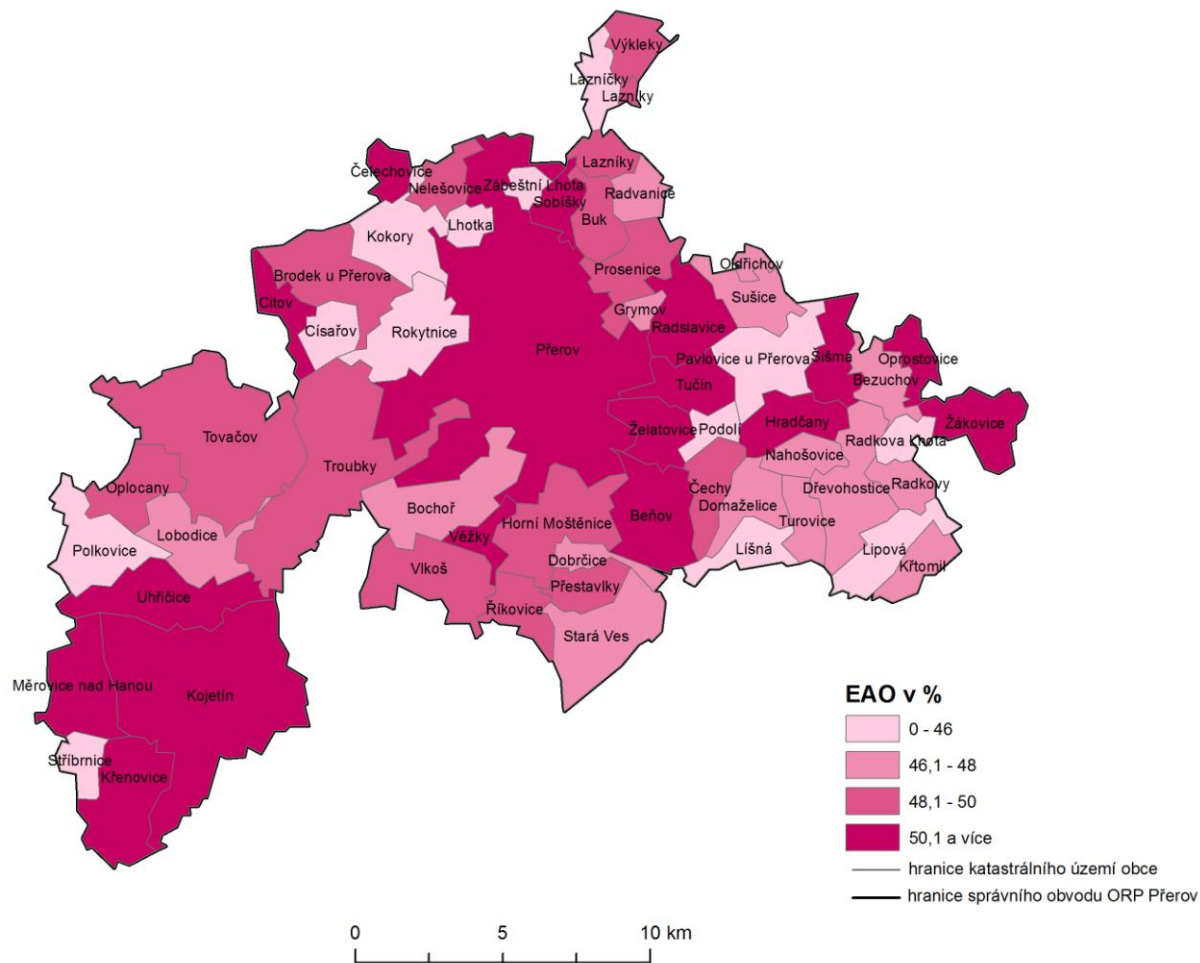 Výkleky
Lazníčky
Lazníky
Čelechovice
Nelešovice
Zábeštní Lhota
Sobíšky
Lazníky
Radvanice
Buk
Lhotka
Kokory
Prosenice
Oldřichov
Brodek u Přerova
Sušice
Citov
Císařov
Rokytnice
Grymov
Radslavice
Přerov
Pavlovice u Přerova
Šišma
Oprostovice
Bezuchov
Tučín
Tovačov
Želatovice
Podolí
Hradčany
Žákovice
Radkova Lhota
Troubky
Nahošovice
Oplocany
Čechy
Dřevohostice
Radkovy
Bochoř
Domaželice
Beňov
Horní Moštěnice
Turovice
Lobodice
Věžky
Polkovice
Líšná
Lipová
Dobrčice
Vlkoš
Křtomil
Přestavlky
Uhřičice
Říkovice
Stará Ves
Měrovice nad Hanou
Kojetín
Stříbrnice
Křenovice
EAO v %
0 - 46
46,1 - 48
48,1 - 50
50,1 a více
hranice katastrálního území obce
hranice správního obvodu ORP Přerov
0 5 10 km